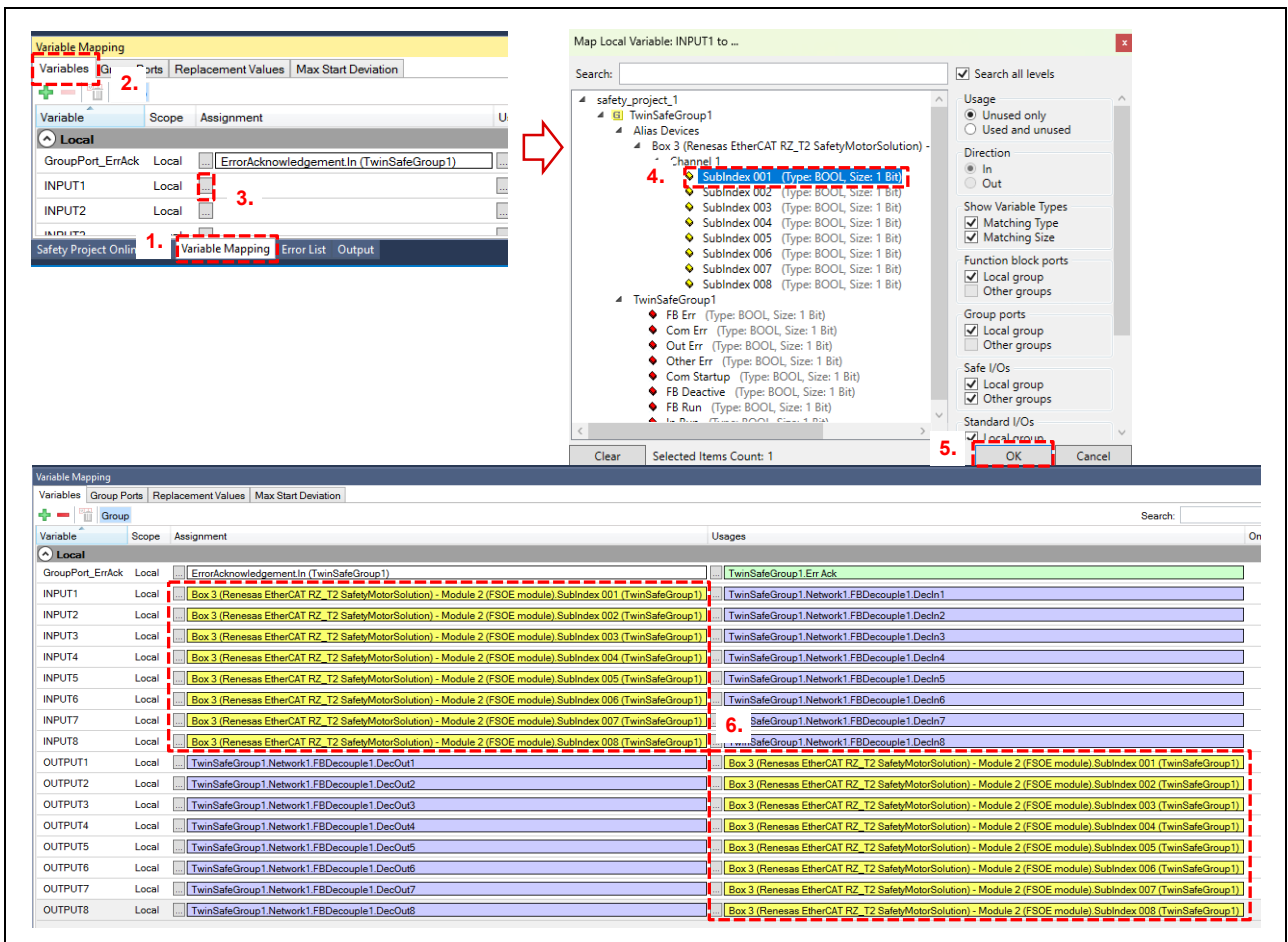 Variable Mapping
Variables Group Ports Replacement Values Max Start Deviation
2.
Variable Scope Assignment
Local
GroupPort_ErrAck Local ... ErrorAcknowledgement.In (TwinSafeGroup1) ...
INPUT1 Local ...
3.
INPUT2 Local ... ...
INPUT3 Local
Safety Project Onlin 1. Variable Mapping Error List Output
Map Local Variable: INPUT1 to ... x
Search: Search all levels
safety_project_1
TwinSafeGroup1
Alias Devices
Box 3 (Renesas EtherCAT RZ_T2 SafetyMotorSolution) -
Channel 1
4. SubIndex 001 (Type: BOOL, Size: 1 Bit)
SubIndex 002 (Type: BOOL, Size: 1 Bit)
SubIndex 003 (Type: BOOL, Size: 1 Bit)
SubIndex 004 (Type: BOOL, Size: 1 Bit)
SubIndex 005 (Type: BOOL, Size: 1 Bit)
SubIndex 006 (Type: BOOL, Size: 1 Bit)
SubIndex 007 (Type: BOOL, Size: 1 Bit)
SubIndex 008 (Type: BOOL, Size: 1 Bit)
TwinSafeGroup1
FB Err (Type: BOOL, Size: 1 Bit)
Com Err (Type: BOOL, Size: 1 Bit)
Out Err (Type: BOOL, Size: 1 Bit)
Other Err (Type: BOOL, Size: 1 Bit)
Com Startup (Type: BOOL, Size: 1 Bit)
FB Deactive (Type: BOOL, Size: 1 Bit)
FB Run (Type: BOOL, Size: 1 Bit)
In Run (Type: BOOL, Size: 1 Bit)
Usage
Unused only
Used and unused
Direction
In
Out
Show Variable Types
Matching Type
Matching Size
Function block ports
Local group
Other groups
Group ports
Local group
Other groups
Safe I/Os
Local group
Other groups
Standard I/Os
Local group
Clear Selected Items Count: 1 5. OK Cancel
Variable Mapping
Variables Group Ports Replacement Values Max Start Deviation
Group Search:
Variable Scope Assignment Usages On
Local
GroupPort_ErrAck Local ... ErrorAcknowledgement.In (TwinSafeGroup1) ... TwinSafeGroup1.Err Ack
INPUT1 Local ... Box 3 (Renesas EtherCAT RZ_T2 SafetyMotorSolution) - Module 2 (FSOE module).SubIndex 001 (TwinSafeGroup1) ... TwinSafeGroup1.Network1.FBDecouple1.DecIn1
INPUT2 Local ... Box 3 (Renesas EtherCAT RZ_T2 SafetyMotorSolution) - Module 2 (FSOE module).SubIndex 002 (TwinSafeGroup1) ... TwinSafeGroup1.Network1.FBDecouple1.DecIn2
INPUT3 Local ... Box 3 (Renesas EtherCAT RZ_T2 SafetyMotorSolution) - Module 2 (FSOE module).SubIndex 003 (TwinSafeGroup1) ... TwinSafeGroup1.Network1.FBDecouple1.DecIn3
INPUT4 Local ... Box 3 (Renesas EtherCAT RZ_T2 SafetyMotorSolution) - Module 2 (FSOE module).SubIndex 004 (TwinSafeGroup1) ... TwinSafeGroup1.Network1.FBDecouple1.DecIn4
INPUT5 Local ... Box 3 (Renesas EtherCAT RZ_T2 SafetyMotorSolution) - Module 2 (FSOE module).SubIndex 005 (TwinSafeGroup1) ... TwinSafeGroup1.Network1.FBDecouple1.DecIn5
INPUT6 Local ... Box 3 (Renesas EtherCAT RZ_T2 SafetyMotorSolution) - Module 2 (FSOE module).SubIndex 006 (TwinSafeGroup1) ... TwinSafeGroup1.Network1.FBDecouple1.DecIn6
INPUT7 Local ... Box 3 (Renesas EtherCAT RZ_T2 SafetyMotorSolution) - Module 2 (FSOE module).SubIndex 007 (TwinSafeGroup1) 6. SafeGroup1.Network1.FBDecouple1.DecIn7
INPUT8 Local ... Box 3 (Renesas EtherCAT RZ_T2 SafetyMotorSolution) - Module 2 (FSOE module).SubIndex 008 (TwinSafeGroup1) ... TwinSafeGroup1.Network1.FBDecouple1.DecIn8
OUTPUT1 Local ... TwinSafeGroup1.Network1.FBDecouple1.DecOut1 ... Box 3 (Renesas EtherCAT RZ_T2 SafetyMotorSolution) - Module 2 (FSOE module).SubIndex 001 (TwinSafeGroup1)
OUTPUT2 Local ... TwinSafeGroup1.Network1.FBDecouple1.DecOut2 ... Box 3 (Renesas EtherCAT RZ_T2 SafetyMotorSolution) - Module 2 (FSOE module).SubIndex 002 (TwinSafeGroup1)
OUTPUT3 Local ... TwinSafeGroup1.Network1.FBDecouple1.DecOut3 ... Box 3 (Renesas EtherCAT RZ_T2 SafetyMotorSolution) - Module 2 (FSOE module).SubIndex 003 (TwinSafeGroup1)
OUTPUT4 Local ... TwinSafeGroup1.Network1.FBDecouple1.DecOut4 ... Box 3 (Renesas EtherCAT RZ_T2 SafetyMotorSolution) - Module 2 (FSOE module).SubIndex 004 (TwinSafeGroup1)
OUTPUT5 Local ... TwinSafeGroup1.Network1.FBDecouple1.DecOut5 ... Box 3 (Renesas EtherCAT RZ_T2 SafetyMotorSolution) - Module 2 (FSOE module).SubIndex 005 (TwinSafeGroup1)
OUTPUT6 Local ... TwinSafeGroup1.Network1.FBDecouple1.DecOut6 ... Box 3 (Renesas EtherCAT RZ_T2 SafetyMotorSolution) - Module 2 (FSOE module).SubIndex 006 (TwinSafeGroup1)
OUTPUT7 Local ... TwinSafeGroup1.Network1.FBDecouple1.DecOut7 ... Box 3 (Renesas EtherCAT RZ_T2 SafetyMotorSolution) - Module 2 (FSOE module).SubIndex 007 (TwinSafeGroup1)
OUTPUT8 Local ... TwinSafeGroup1.Network1.FBDecouple1.DecOut8 ... Box 3 (Renesas EtherCAT RZ_T2 SafetyMotorSolution) - Module 2 (FSOE module).SubIndex 008 (TwinSafeGroup1)